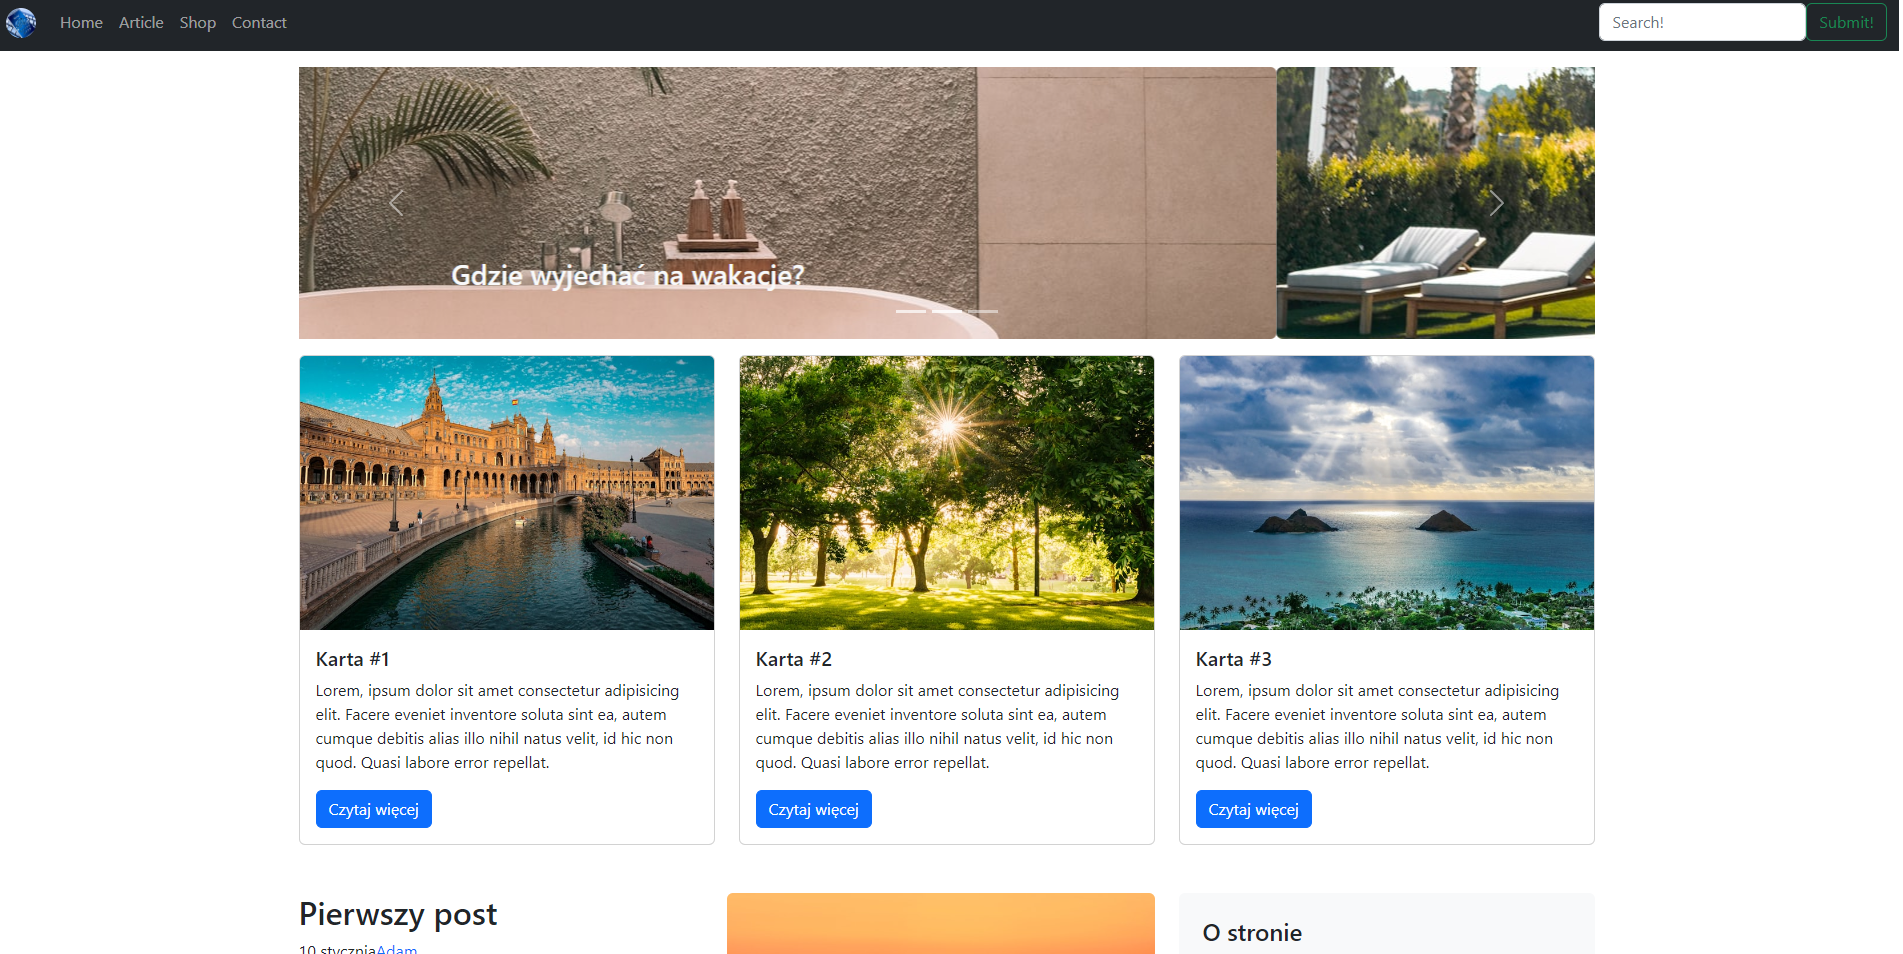 Home Article Shop Contact Search! Submit!
Gdzie wyjechać na wakacje?
Karta #1
Lorem, ipsum dolor sit amet consectetur adipisicing
elit. Facere eveniet inventore soluta sint ea, autem
cumque debitis alias illo nihil natus velit, id hic non
quod. Quasi labore error repellat.
Czytaj więcej
Karta #2
Lorem, ipsum dolor sit amet consectetur adipisicing
elit. Facere eveniet inventore soluta sint ea, autem
cumque debitis alias illo nihil natus velit, id hic non
quod. Quasi labore error repellat.
Czytaj więcej
Karta #3
Lorem, ipsum dolor sit amet consectetur adipisicing
elit. Facere eveniet inventore soluta sint ea, autem
cumque debitis alias illo nihil natus velit, id hic non
quod. Quasi labore error repellat.
Czytaj więcej
Pierwszy post
10 styczniaAdam
O stronie